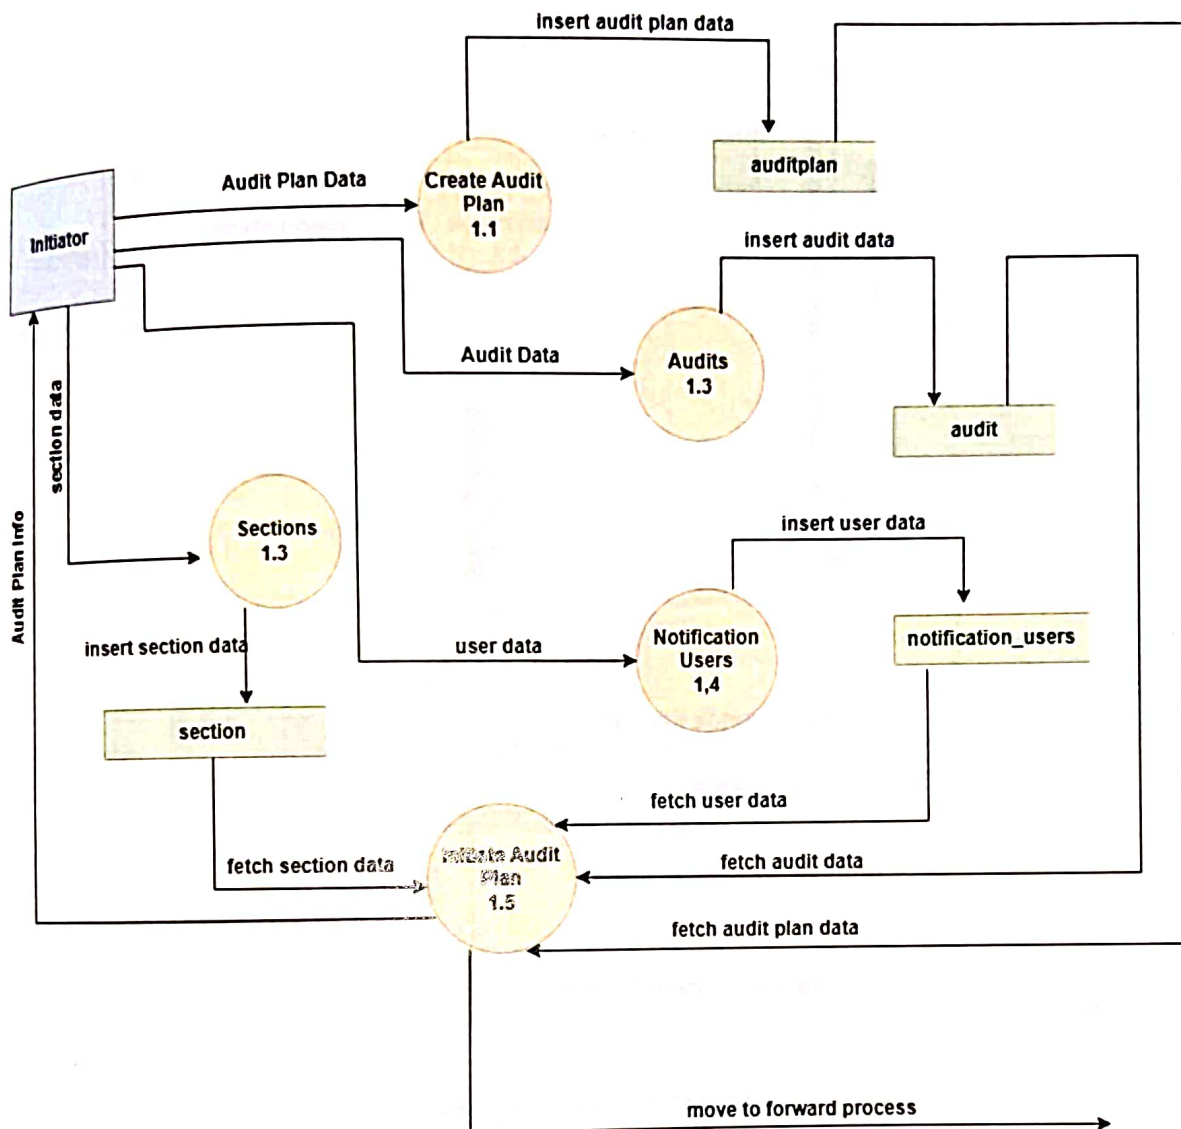 insert audit plan data
auditplan
Audit Plan Data
Create Audit
Plan
1.1
Initiator
insert audit data
Audit Data
Audits
1.3
audit
section data
Audit Plan Info
Sections
1.3
insert user data
insert section data
user data
Notification
Users
1,4
notification_users
section
fetch user data
fetch section data
Initiate Audit
Plan
1.5
fetch audit data
fetch audit plan data
move to forward process